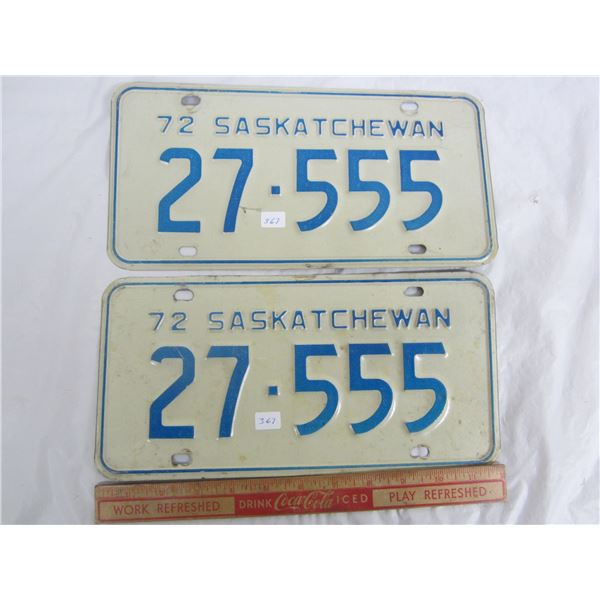 72 SASKATCHEWAN
27·555
367
72 SASKATCHEWAN
27·555
367
WORK REFRESHED DRINK Coca-Cola ICED PLAY REFRESHED